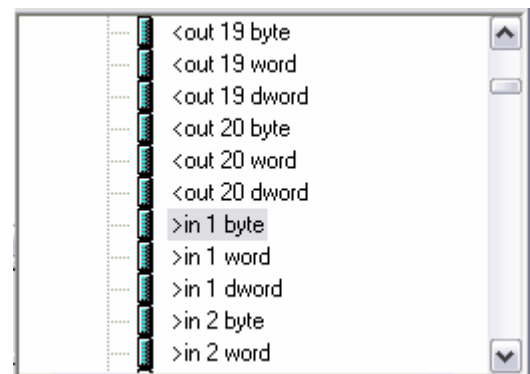 <out 19 byte
<out 19 word
<out 19 dword
<out 20 byte
<out 20 word
<out 20 dword
>in 1 byte
>in 1 word
>in 1 dword
>in 2 byte
>in 2 word